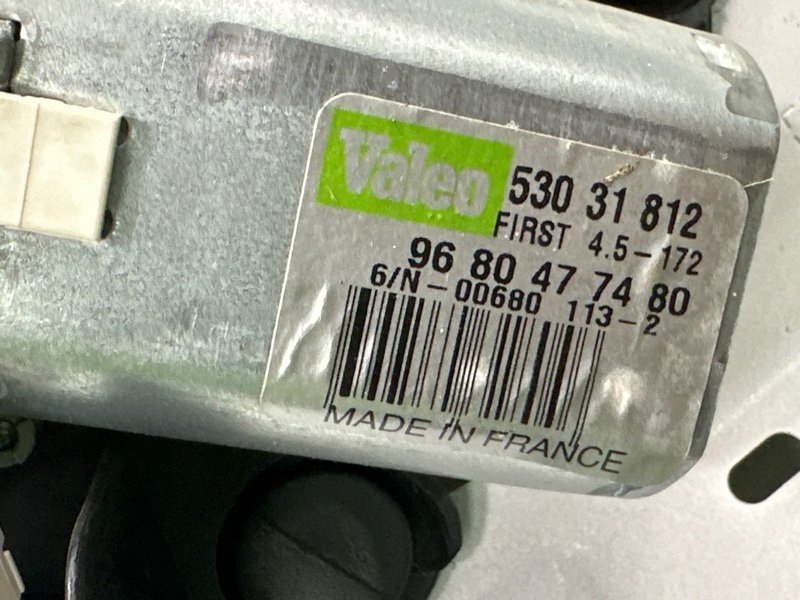 Valeo
530 31 812
FIRST 4.5-172
96 80 47 74 80
6/N-00680 113-2
MADE IN FRANCE